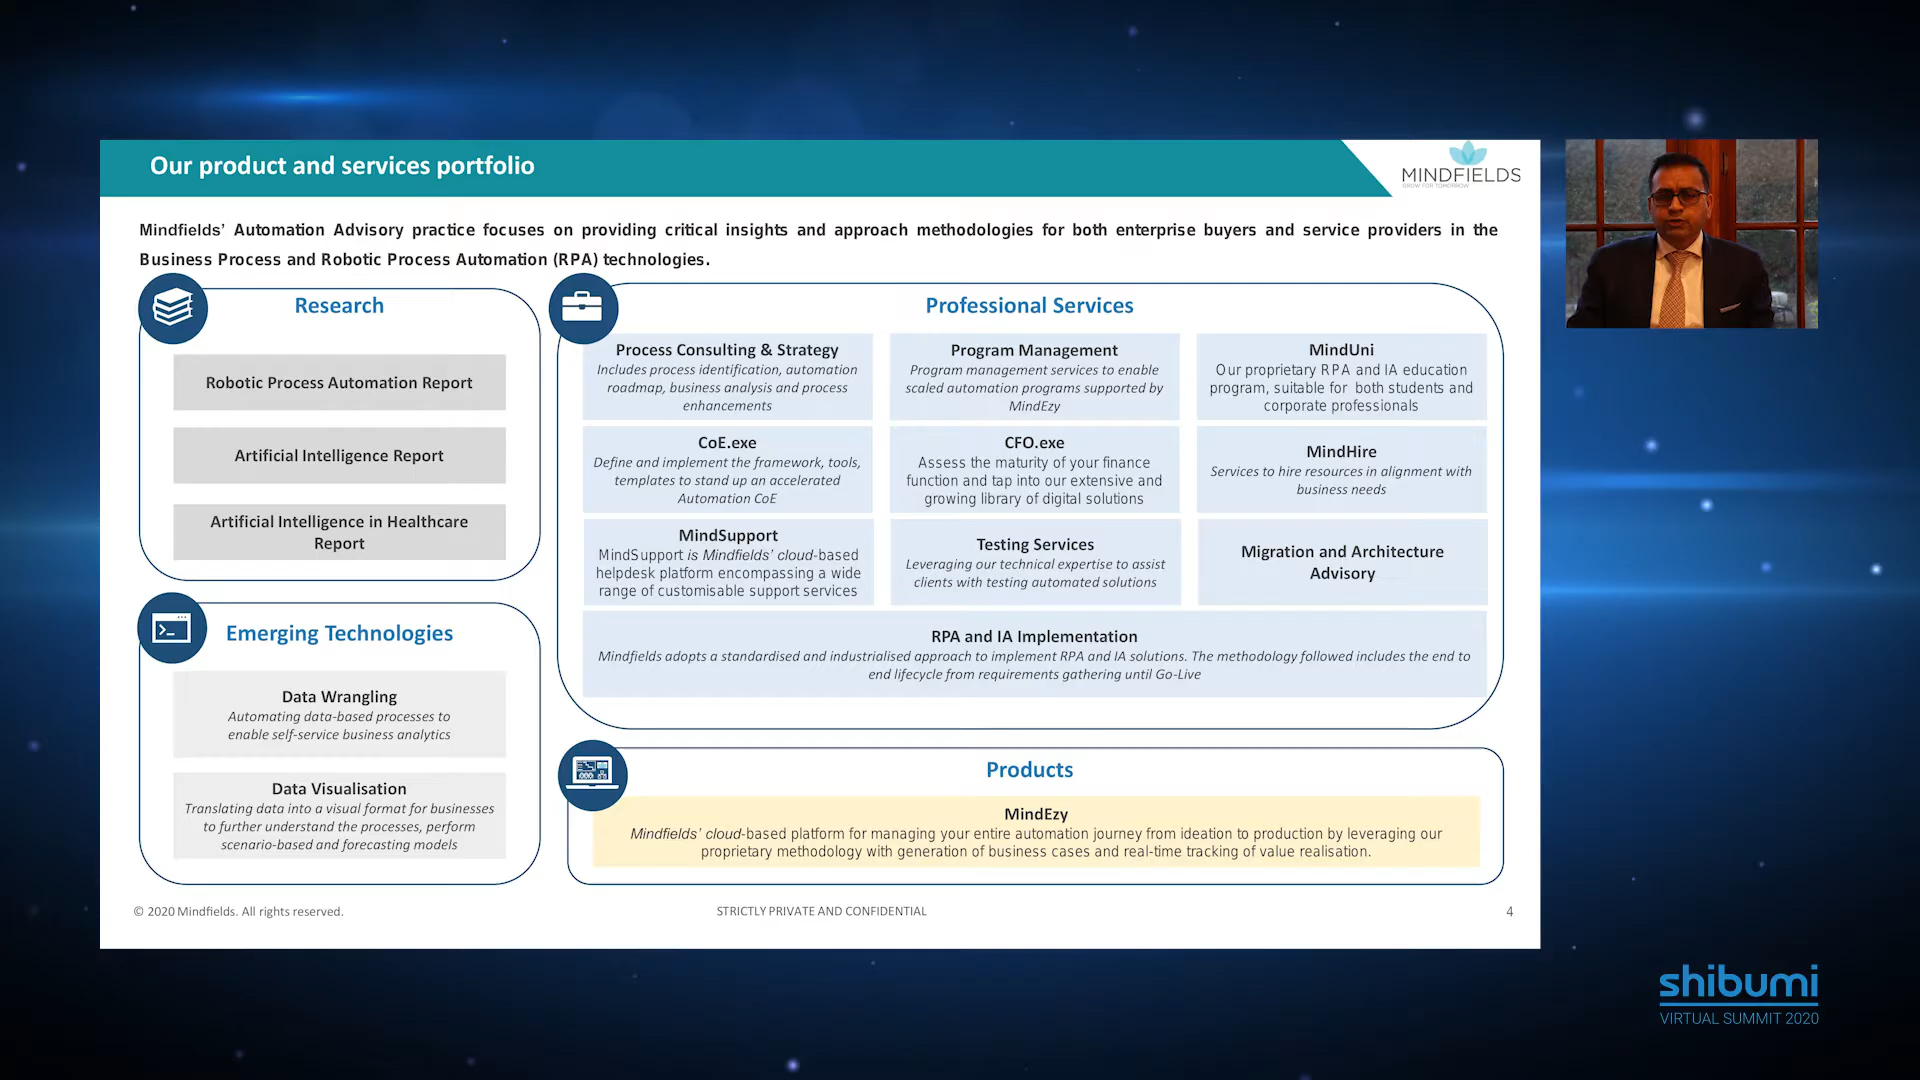 Our product and services portfolio
MINDFIELDS
GROW FOR TOMORROW
Mindfields' Automation Advisory practice focuses on providing critical insights and approach methodologies for both enterprise buyers and service providers in the
Business Process and Robotic Process Automation (RPA) technologies.
Research
Robotic Process Automation Report
Artificial Intelligence Report
Artificial Intelligence in Healthcare
Report
Emerging Technologies
Data Wrangling
Automating data-based processes to
enable self-service business analytics
Data Visualisation
Translating data into a visual format for businesses
to further understand the processes, perform
scenario-based and forecasting models
Professional Services
Process Consulting & Strategy
Includes process identification, automation
roadmap, business analysis and process
enhancements
Program Management
Program management services to enable
scaled automation programs supported by
MindEzy
MindUni
Our proprietary RPA and IA education
program, suitable for both students and
corporate professionals
CoE.exe
Define and implement the framework, tools,
templates to stand up an accelerated
Automation CoE
CFO.exe
Assess the maturity of your finance
function and tap into our extensive and
growing library of digital solutions
MindHire
Services to hire resources in alignment with
business needs
MindSupport
MindSupport is Mindfields' cloud-based
helpdesk platform encompassing a wide
range of customisable support services
Testing Services
Leveraging our technical expertise to assist
clients with testing automated solutions
Migration and Architecture
Advisory
RPA and IA Implementation
Mindfields adopts a standardised and industrialised approach to implement RPA and IA solutions. The methodology followed includes the end to
end lifecycle from requirements gathering until Go-Live
Products
MindEzy
Mindfields' cloud-based platform for managing your entire automation journey from ideation to production by leveraging our
proprietary methodology with generation of business cases and real-time tracking of value realisation.
© 2020 Mindfields. All rights reserved.
STRICTLY PRIVATE AND CONFIDENTIAL
4
shibumi
VIRTUAL SUMMIT 2020